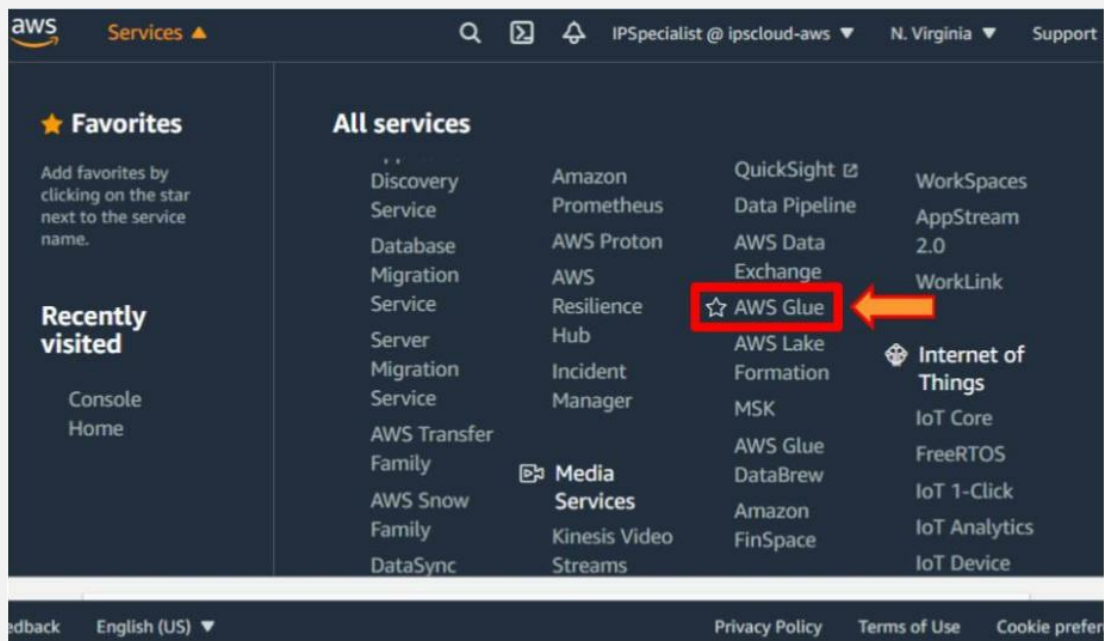 aws
Services ▲
IPSpecialist @ ipscloud-aws ▼
N. Virginia ▼
Support
Favorites
Add favorites by
clicking on the star
next to the service
name.
Recently
visited
Console
Home
All services
Discovery
Service
Database
Migration
Service
Server
Migration
Service
AWS Transfer
Family
AWS Snow
Family
DataSync
Amazon
Prometheus
AWS Proton
AWS
Resilience
Hub
Incident
Manager
Media
Services
Kinesis Video
Streams
QuickSight
Data Pipeline
AWS Data
Exchange
AWS Glue
AWS Lake
Formation
MSK
AWS Glue
DataBrew
Amazon
FinSpace
WorkSpaces
AppStream
2.0
WorkLink
Internet of
Things
IoT Core
FreeRTOS
IoT 1-Click
IoT Analytics
IoT Device
edback
English (US) ▼
Privacy Policy
Terms of Use
Cookie prefer